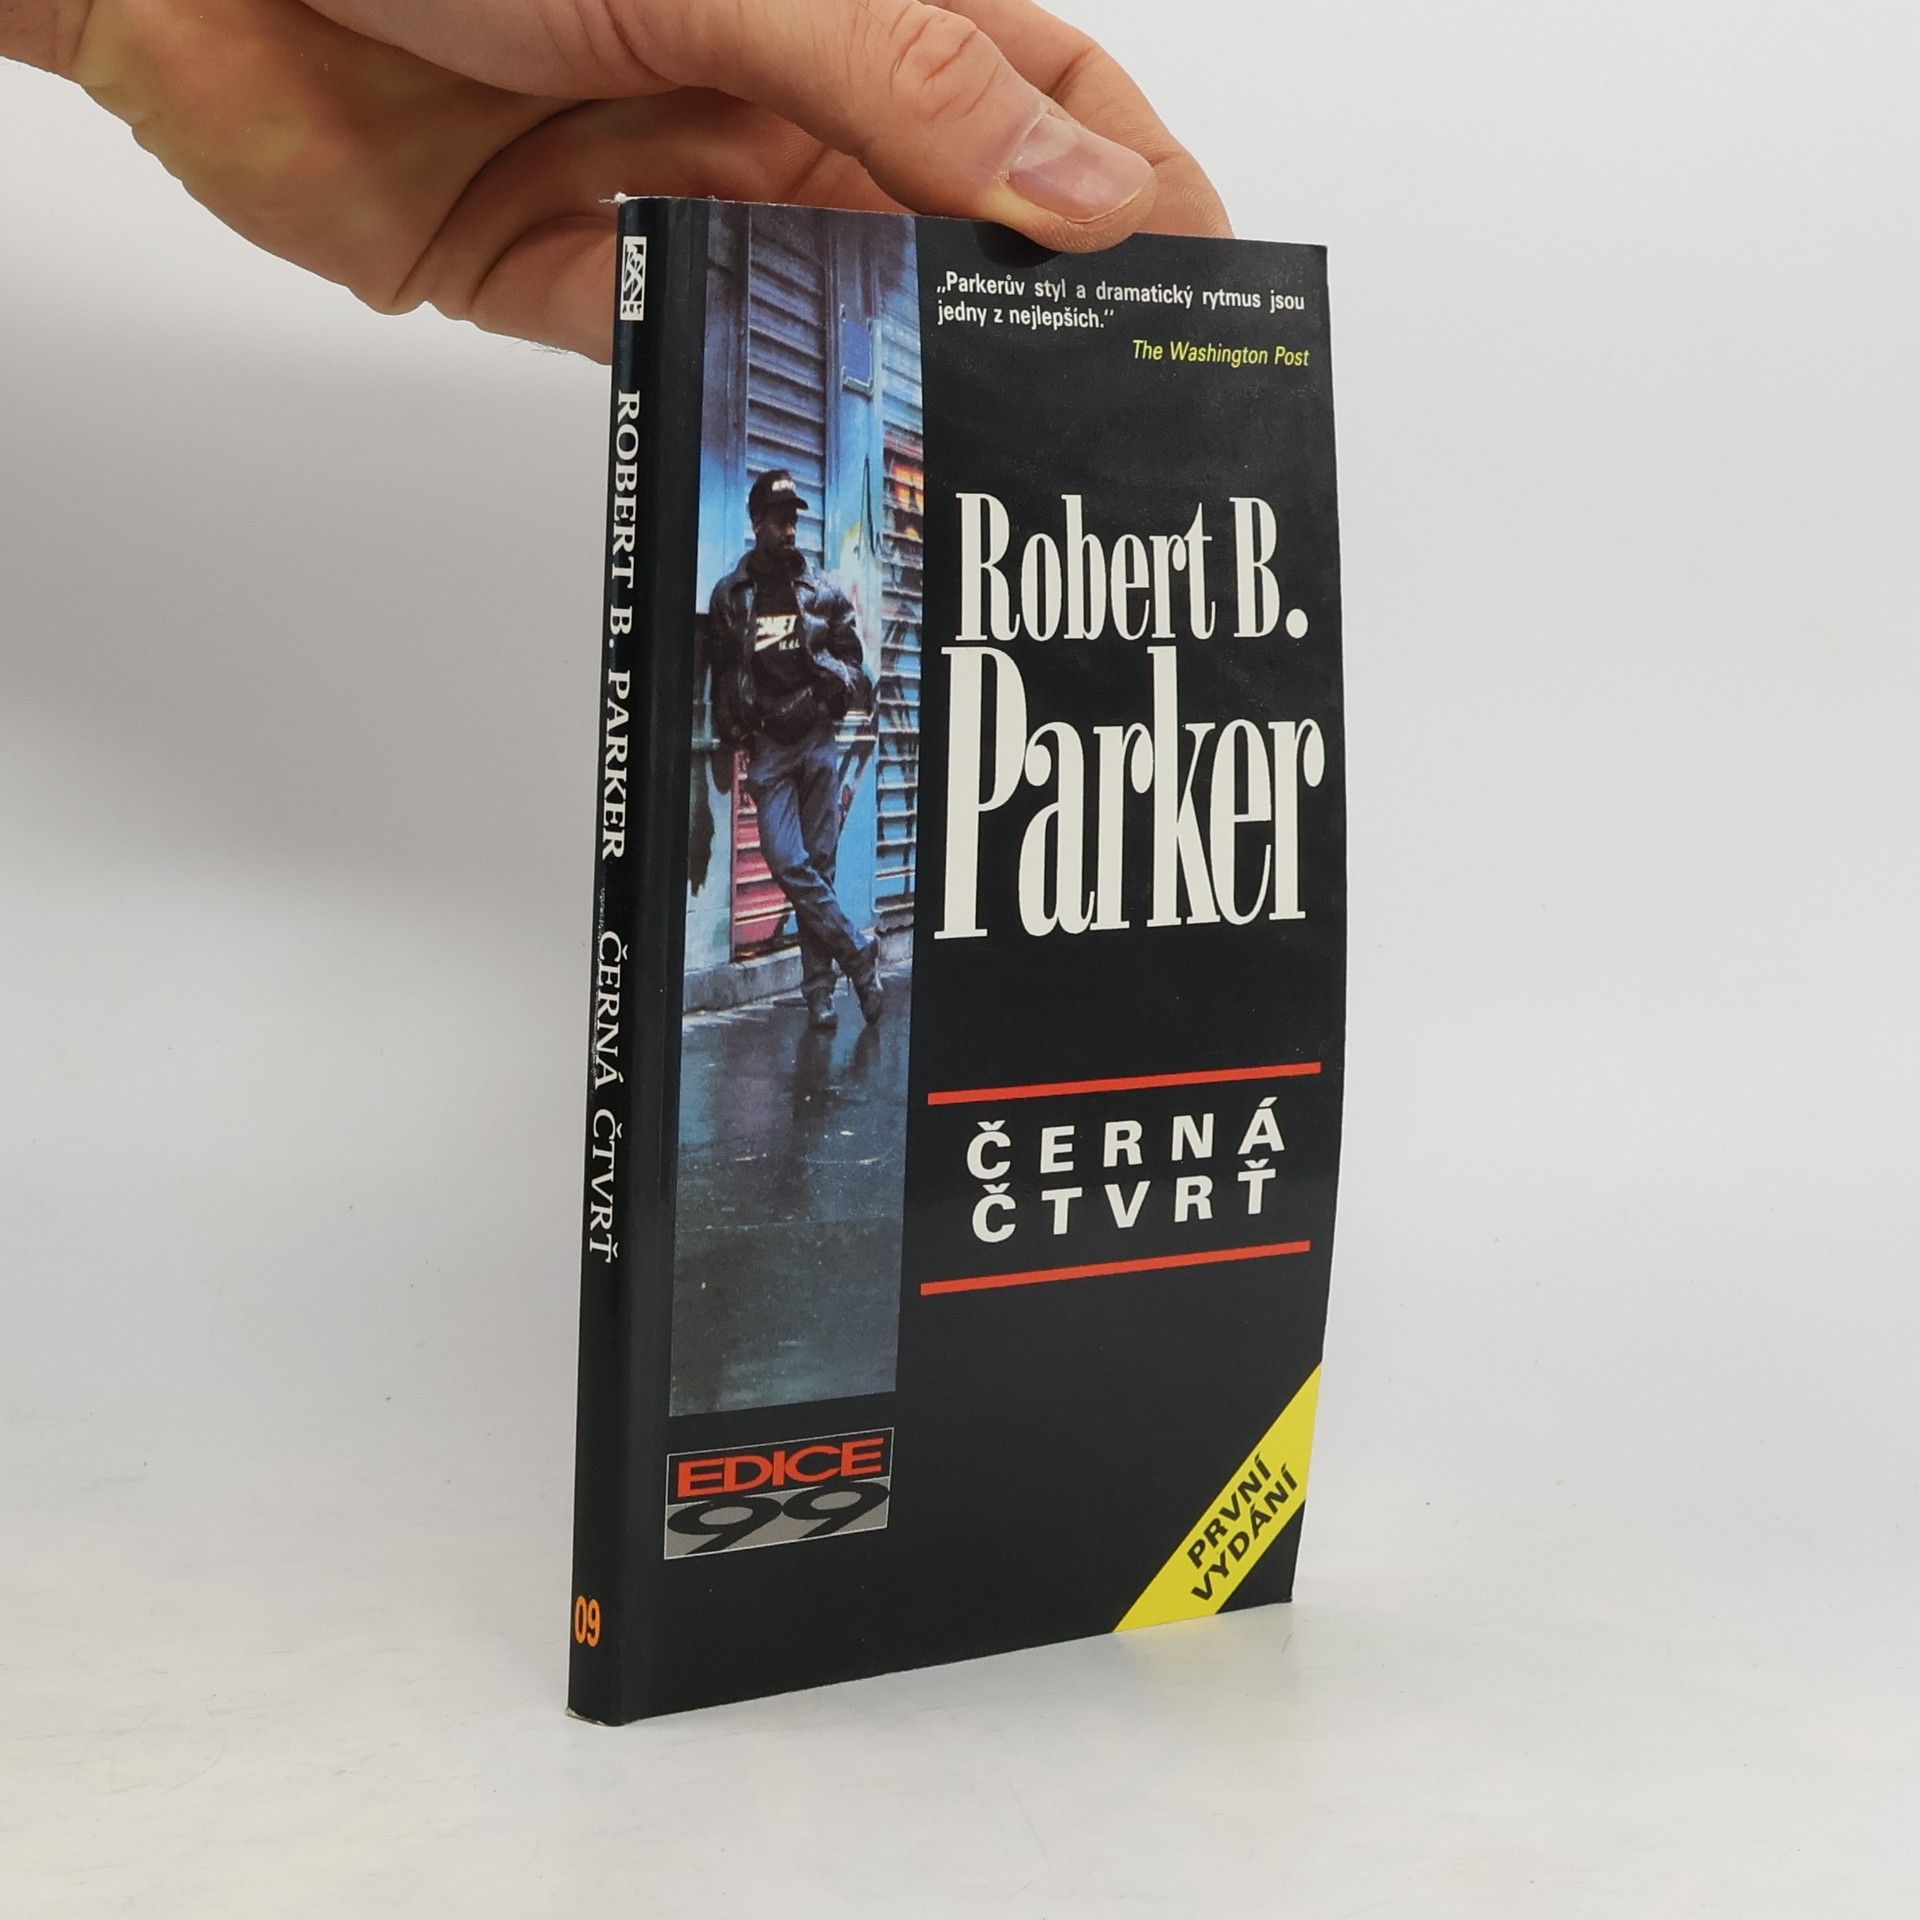 „Parkerův styl a dramatický rytmus jsou
jedny z nejlepších.“
The Washington Post
Robert B.
Parker
ČERNÁ
ČTVRŤ
EDICE
99
PRVNÍ
VYDÁNÍ
ROBERT B. PARKER ČERNÁ ČTVRŤ
09